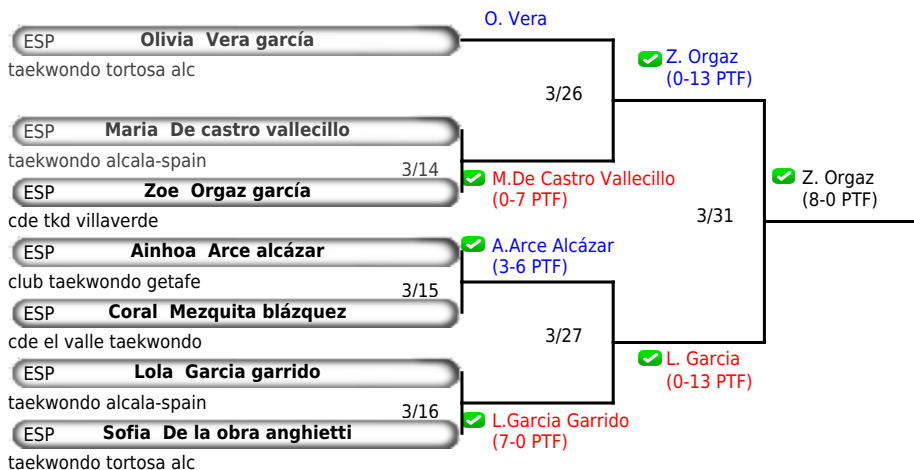 O. Vera
ESP Olivia Vera garcía
taekwondo tortosa alc
Z. Orgaz
(0-13 PTF)
3/26
ESP Maria De castro vallecillo
taekwondo alcala-spain
3/14
M.De Castro Vallecillo
(0-7 PTF)
ESP Zoe Orgaz garcía
cde tkd villaverde
Z. Orgaz
(8-0 PTF)
3/31
ESP Ainhoa Arce alcázar
club taekwondo getafe
A.Arce Alcázar
(3-6 PTF)
3/15
ESP Coral Mezquita blázquez
cde el valle taekwondo
3/27
L. Garcia
(0-13 PTF)
ESP Lola Garcia garrido
taekwondo alcala-spain
3/16
L.Garcia Garrido
(7-0 PTF)
ESP Sofia De la obra anghietti
taekwondo tortosa alc